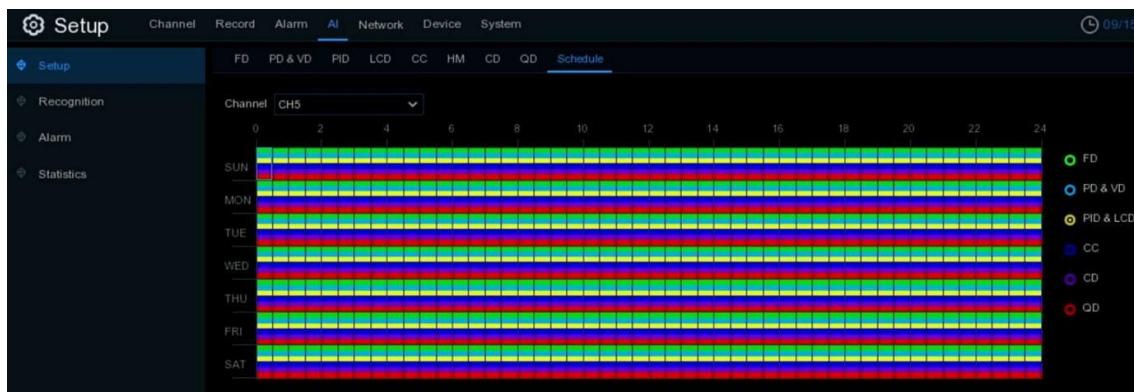 Setup Channel Record Alarm AI Network Device System 09/15
Setup FD PD & VD PID LCD CC HM CD QD Schedule
Recognition
Channel CH5
Alarm
0 2 4 6 8 10 12 14 16 18 20 22 24
Statistics
SUN FD
MON PD & VD
TUE PID & LCD
WED CC
THU CD
FRI QD
SAT